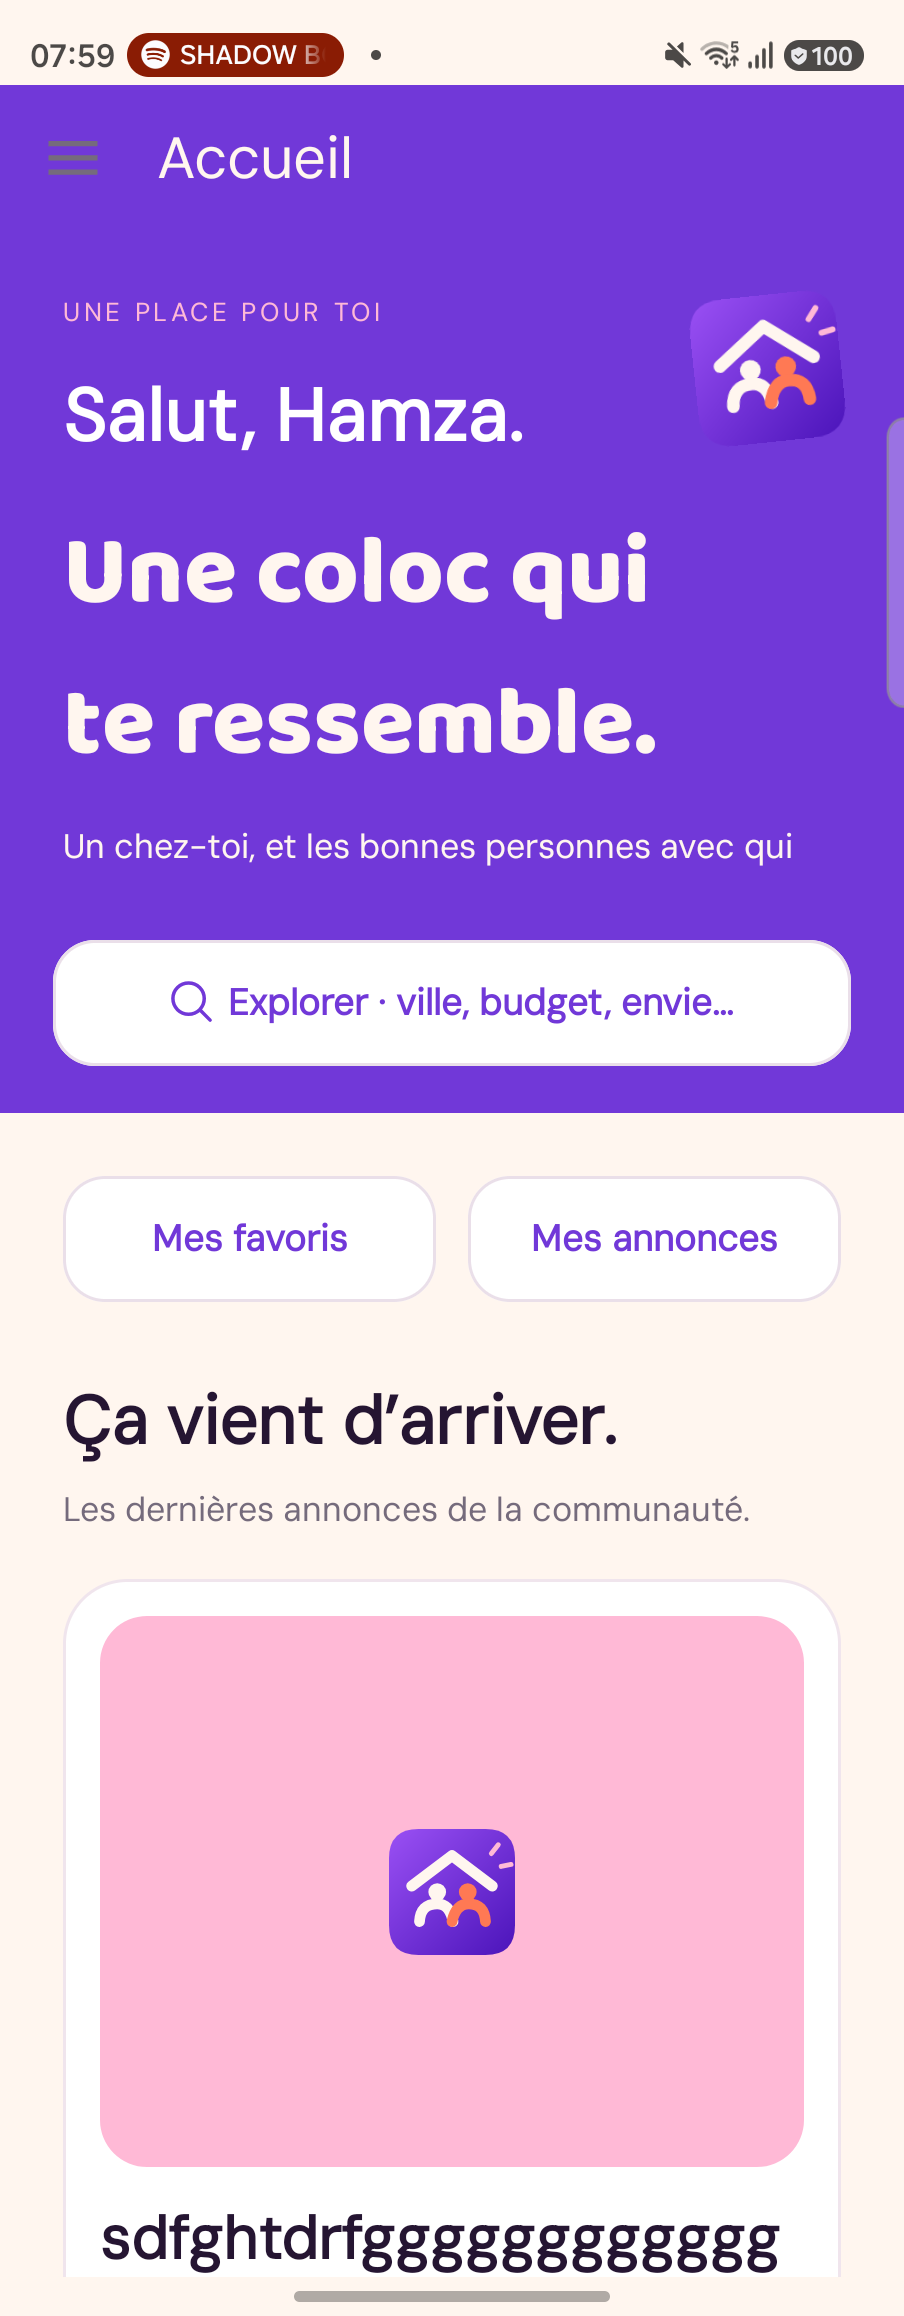 07:59 SHADOW B
5 100
Accueil
UNE PLACE POUR TOI
Salut, Hamza.
Une coloc qui
te ressemble.
Un chez-toi, et les bonnes personnes avec qui
Explorer · ville, budget, envie...
Mes favoris
Mes annonces
Ça vient d’arriver.
Les dernières annonces de la communauté.
sdfghtdrfgggggggggggg